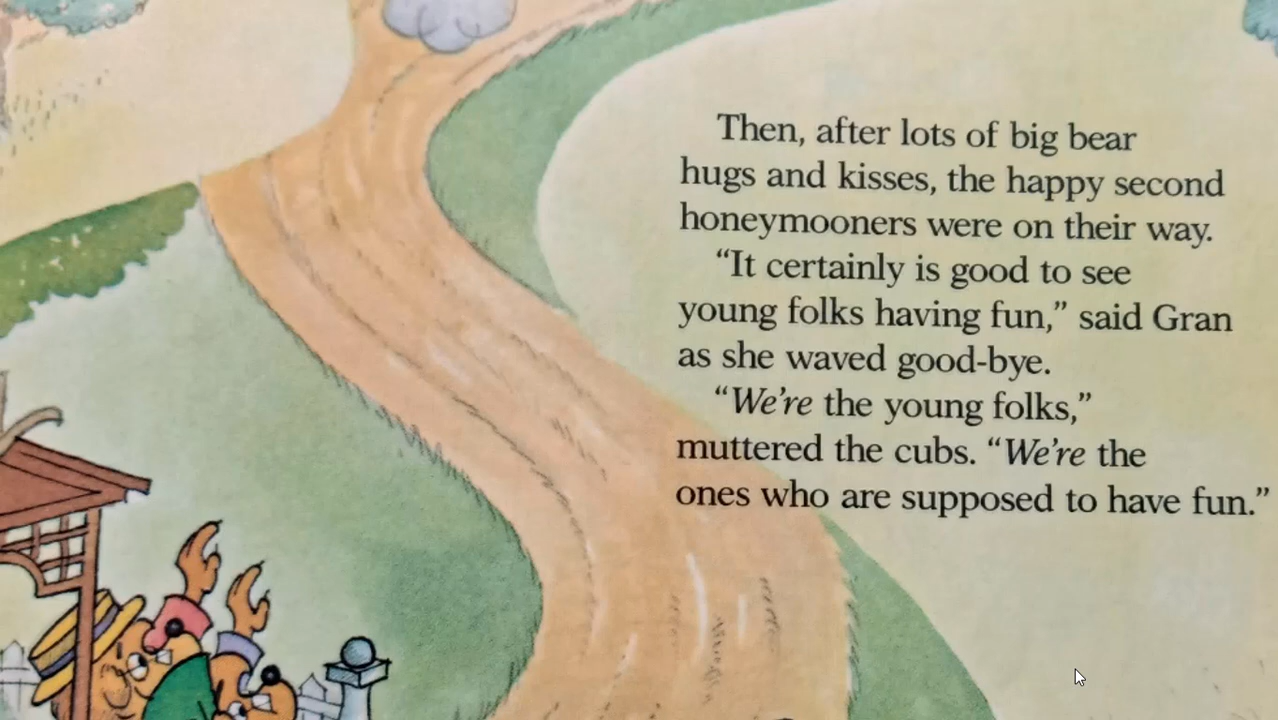 Then, after lots of big bear
hugs and kisses, the happy second
honeymooners were on their way.
“It certainly is good to see
young folks having fun,” said Gran
as she waved good-bye.
“We’re the young folks,”
muttered the cubs. “We’re the
ones who are supposed to have fun.”